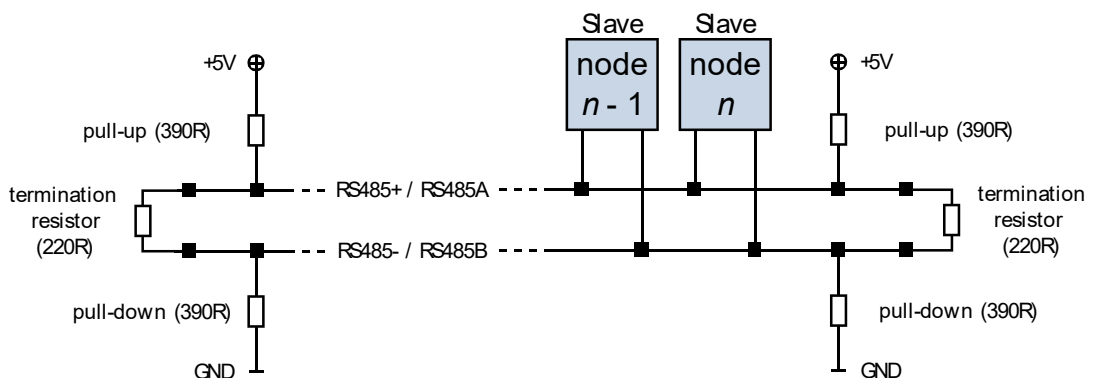 Slave Slave
node node
n - 1 n
+5V +5V
pull-up (390R) pull-up (390R)
RS485+ / RS485A
termination termination
resistor resistor
(220R) (220R)
RS485- / RS485B
pull-down (390R) pull-down (390R)
GND GND